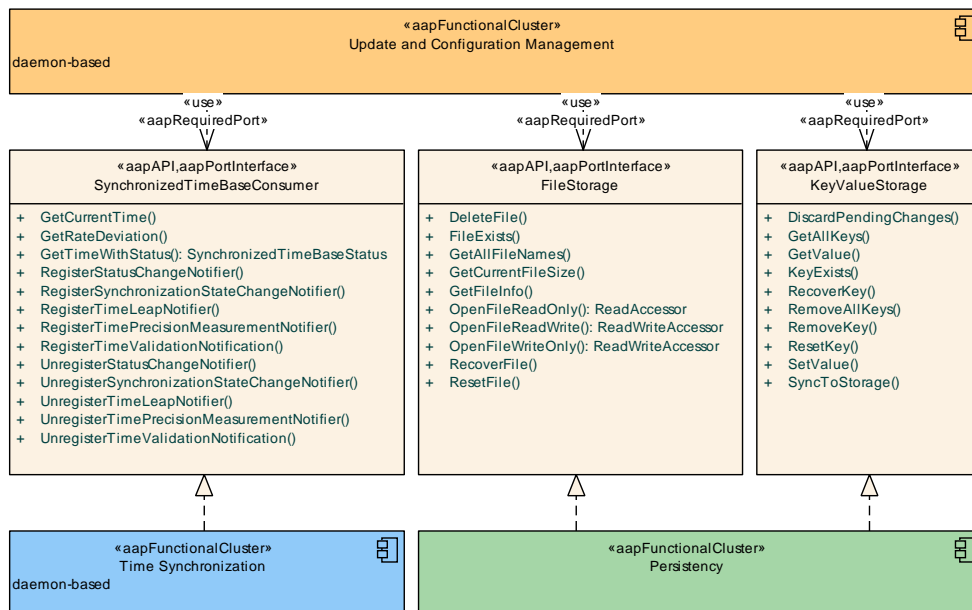 «aapFunctionalCluster»
Update and Configuration Management
daemon-based
«use»
«aapRequiredPort»
«use»
«aapRequiredPort»
«use»
«aapRequiredPort»
«aapAPI,aapPortInterface»
SynchronizedTimeBaseConsumer
+ GetCurrentTime()
+ GetRateDeviation()
+ GetTimeWithStatus(): SynchronizedTimeBaseStatus
+ RegisterStatusChangeNotifier()
+ RegisterSynchronizationStateChangeNotifier()
+ RegisterTimeLeapNotifier()
+ RegisterTimePrecisionMeasurementNotifier()
+ RegisterTimeValidationNotification()
+ UnregisterStatusChangeNotifier()
+ UnregisterSynchronizationStateChangeNotifier()
+ UnregisterTimeLeapNotifier()
+ UnregisterTimePrecisionMeasurementNotifier()
+ UnregisterTimeValidationNotification()
«aapAPI,aapPortInterface»
FileStorage
+ DeleteFile()
+ FileExists()
+ GetAllFileNames()
+ GetCurrentFileSize()
+ GetFileInfo()
+ OpenFileReadOnly(): ReadAccessor
+ OpenFileReadWrite(): ReadWriteAccessor
+ OpenFileWriteOnly(): ReadWriteAccessor
+ RecoverFile()
+ ResetFile()
«aapAPI,aapPortInterface»
KeyValueStorage
+ DiscardPendingChanges()
+ GetAllKeys()
+ GetValue()
+ KeyExists()
+ RecoverKey()
+ RemoveAllKeys()
+ RemoveKey()
+ ResetKey()
+ SetValue()
+ SyncToStorage()
«aapFunctionalCluster»
Time Synchronization
daemon-based
«aapFunctionalCluster»
Persistency